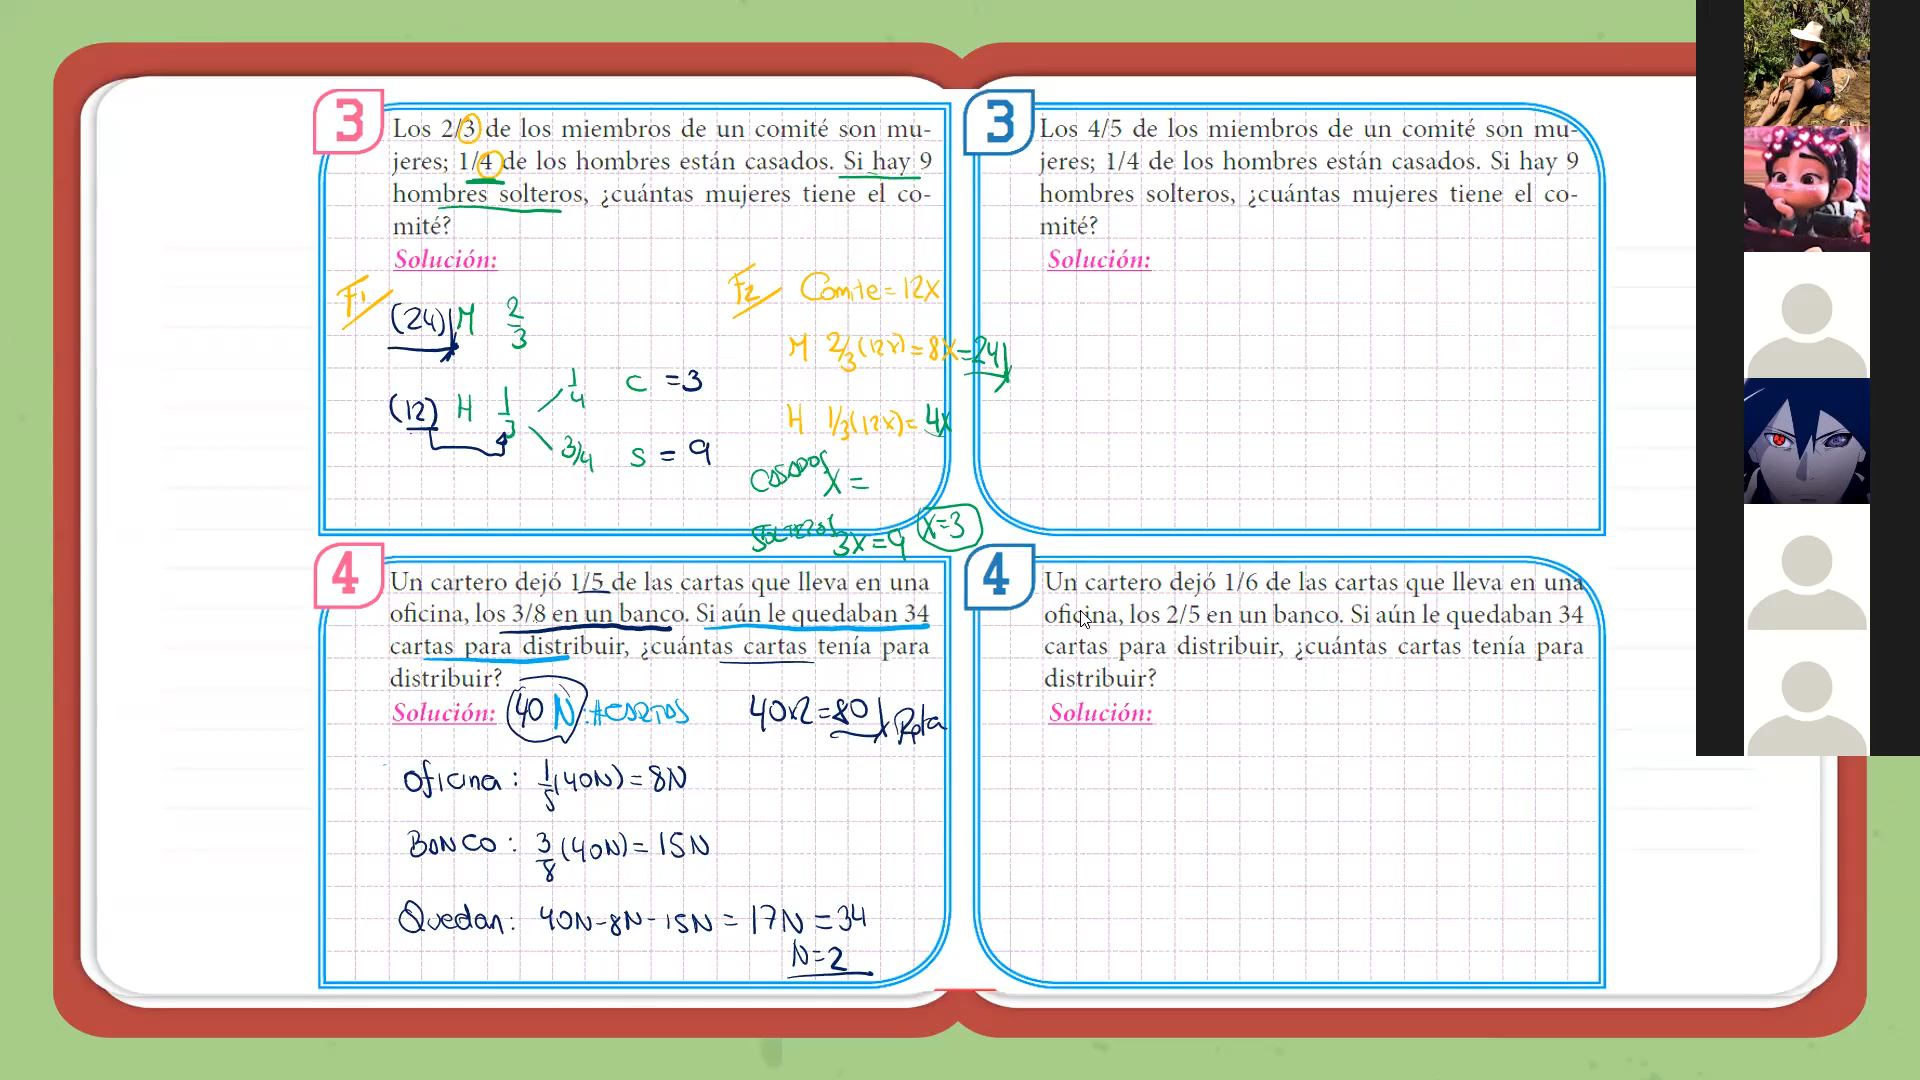 3
Los 2/3 de los miembros de un comité son mu-
jeres; 1/4 de los hombres están casados. Si hay 9
hombres solteros, ¿cuántas mujeres tiene el co-
mité?
Solución:
F1
(24) M 2/3
(12) H 1/3
1/4 C = 3
3/4 S = 9
F2 Comite = 12x
M 2/3 (12x) = 8x = 24
H 1/3 (12x) = 4x
CASADOS x =
SOLTEROS 3x = 9 x=3
4
Un cartero dejó 1/5 de las cartas que lleva en una
oficina, los 3/8 en un banco. Si aún le quedaban 34
cartas para distribuir, ¿cuántas cartas tenía para
distribuir?
Solución: 40 N : #CARTAS 40x2 = 80 Rpta
Oficina : 1/5 (40N) = 8N
BANCO : 3/8 (40N) = 15N
Quedan : 40N - 8N - 15N = 17N = 34
N = 2
3
Los 4/5 de los miembros de un comité son mu-
jeres; 1/4 de los hombres están casados. Si hay 9
hombres solteros, ¿cuántas mujeres tiene el co-
mité?
Solución:
4
Un cartero dejó 1/6 de las cartas que lleva en una
oficina, los 2/5 en un banco. Si aún le quedaban 34
cartas para distribuir, ¿cuántas cartas tenía para
distribuir?
Solución: